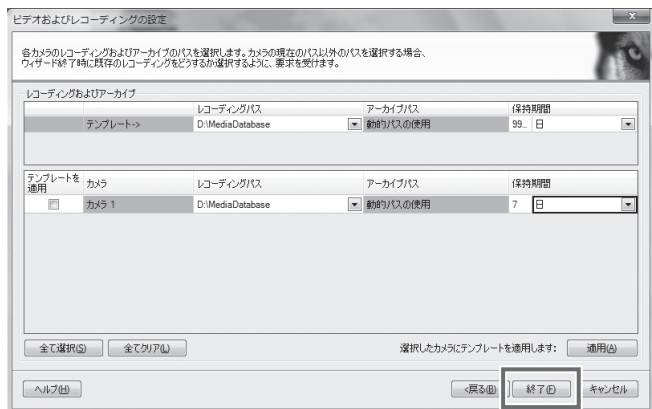 ビデオおよびレコーディングの設定
各カメラのレコーディングおよびアーカイブのパスを選択します。カメラの現在のパス以外のパスを選択する場合、
ウィザード終了時に既存のレコーディングをどうするか選択するように、要求を受けます。
レコーディングおよびアーカイブ
レコーディングパス アーカイブパス 保持期間
テンプレート-> D:\MediaDatabase 動的パスの使用 99... 日
テンプレートを適用 カメラ レコーディングパス アーカイブパス 保持期間
カメラ 1 D:\MediaDatabase 動的パスの使用 7 日
全て選択(S) 全てクリア(L) 選択したカメラにテンプレートを適用します: 適用(A)
ヘルプ(H) <戻る(B) 終了(F) キャンセル